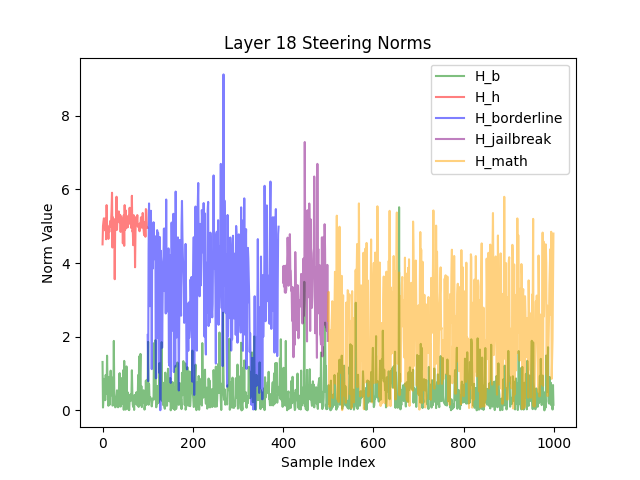 Layer 18 Steering Norms
H_b
H_h
H_borderline
H_jailbreak
H_math
Norm Value
8
6
4
2
0
0
200
400
600
800
1000
Sample Index